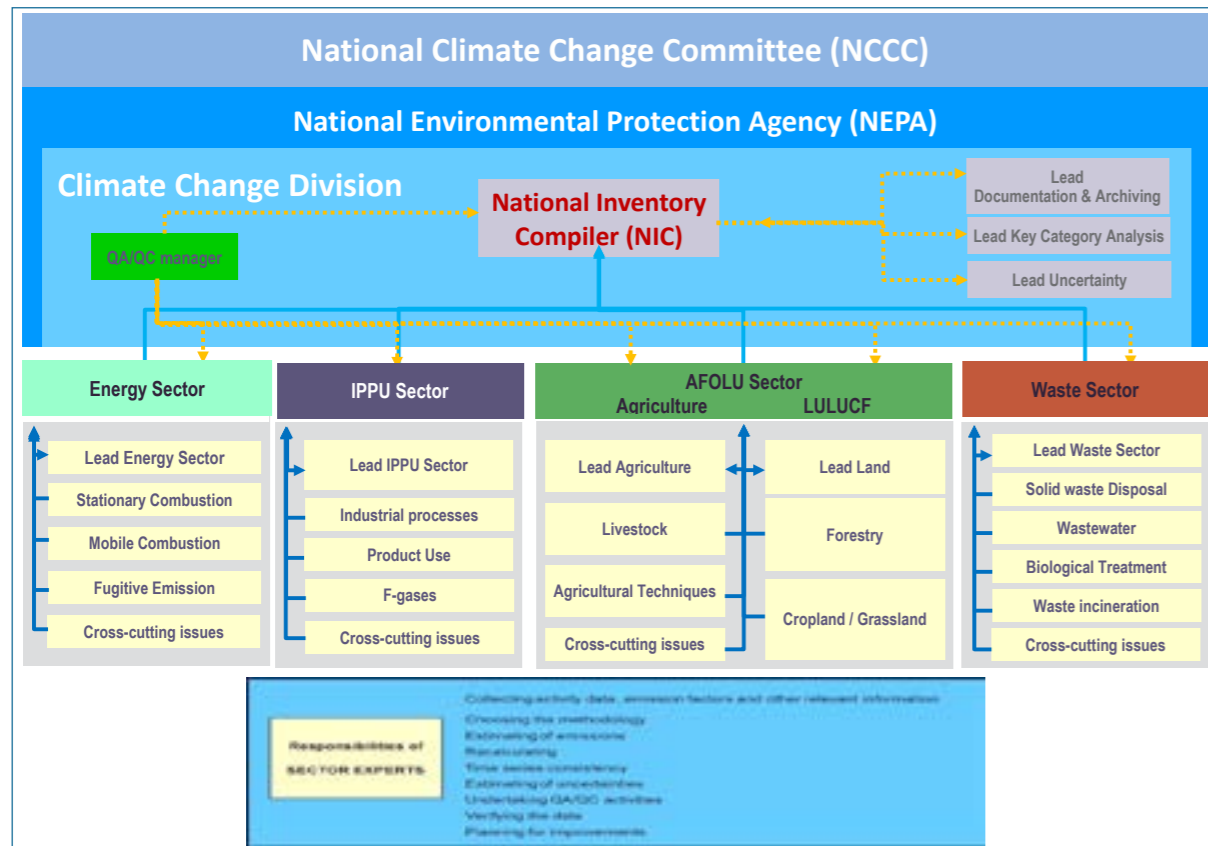 National Climate Change Committee (NCCC)
National Environmental Protection Agency (NEPA)
Climate Change Division
National Inventory
Compiler (NIC)
Lead
Documentation & Archiving
Lead Key Category Analysis
Lead Uncertainty
QA/QC manager
Energy Sector
Lead Energy Sector
Stationary Combustion
Mobile Combustion
Fugitive Emission
Cross-cutting issues
IPPU Sector
Lead IPPU Sector
Industrial processes
Product Use
F-gases
Cross-cutting issues
AFOLU Sector
Agriculture
LULUCF
Lead Agriculture
Livestock
Agricultural Techniques
Cross-cutting issues
Lead Land
Forestry
Cropland / Grassland
Waste Sector
Lead Waste Sector
Solid waste Disposal
Wastewater
Biological Treatment
Waste incineration
Cross-cutting issues
Responsibilities of
SECTOR EXPERTS
Collecting activity data, emission factors and other relevant information
Choosing the methodology
Estimating of emissions
Recalculating
Time series consistency
Estimating of uncertainties
Undertaking QA/QC activities
Verifying the data
Planning for improvements